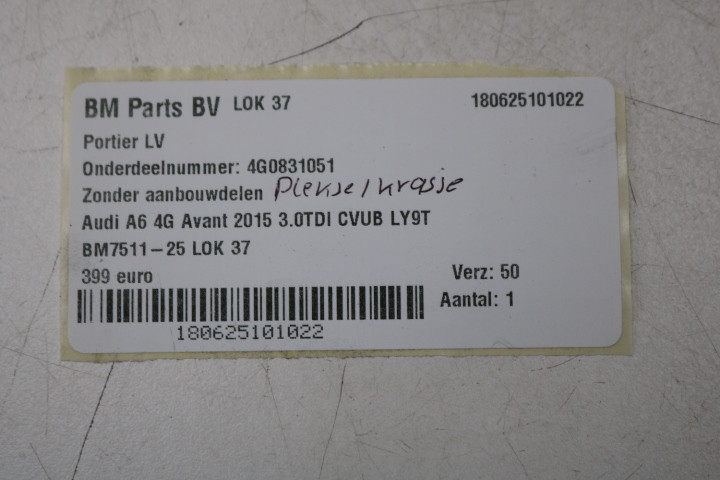 BM Parts BV LOK 37 180625101022
Portier LV
Onderdeelnummer: 4G0831051
Zonder aanbouwdelen Plekje/krasje
Audi A6 4G Avant 2015 3.0TDI CVUB LY9T
BM7511-25 LOK 37
399 euro Verz: 50
Aantal: 1
180625101022